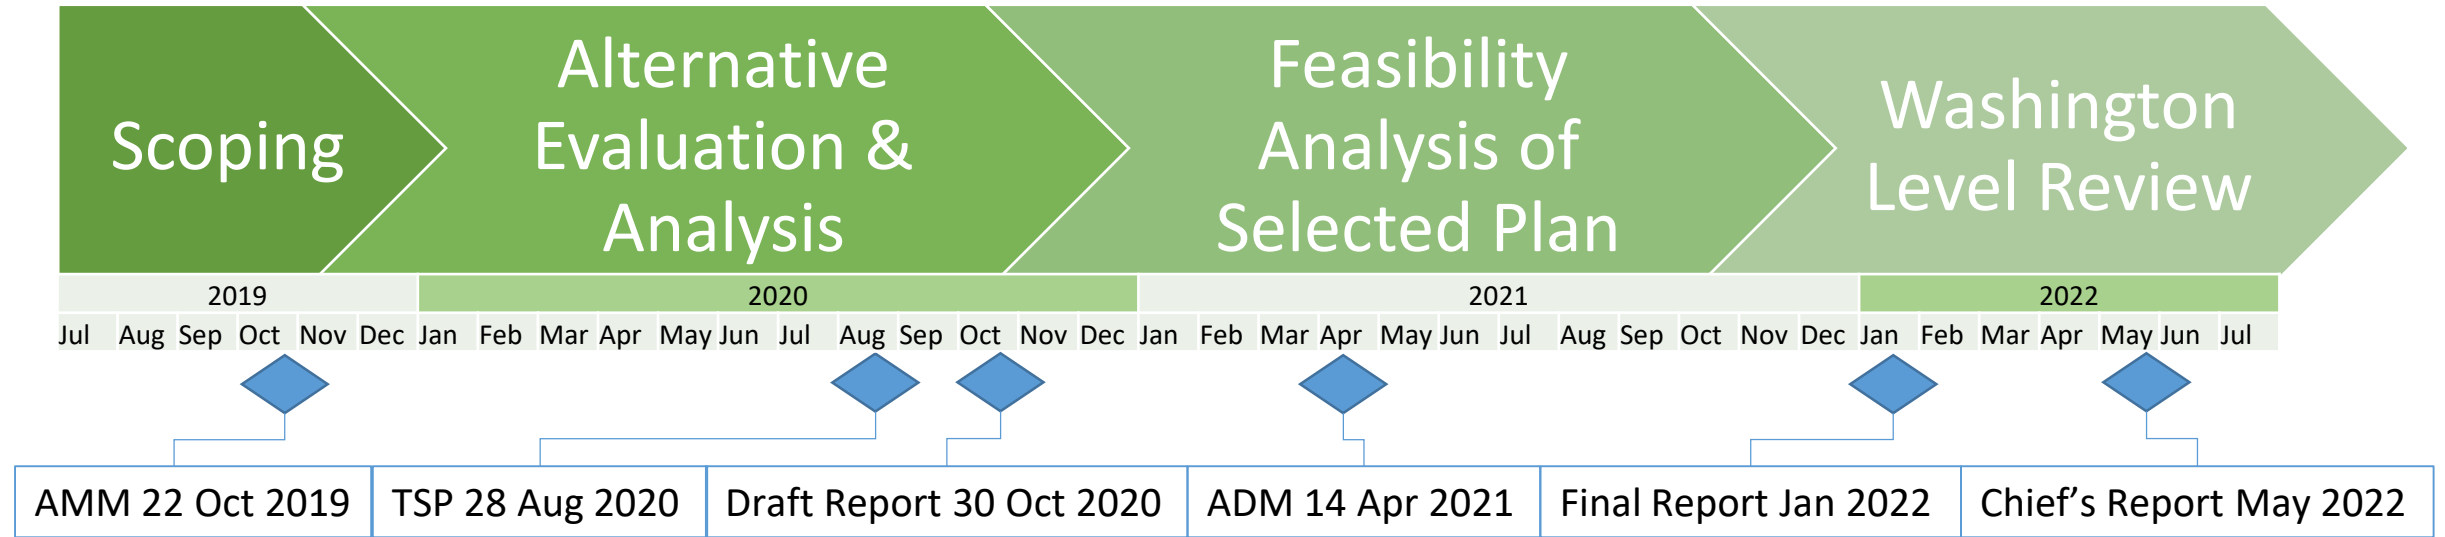 Scoping
Alternative
Evaluation &
Analysis
Feasibility
Analysis of
Selected Plan
Washington
Level Review
2019 2020 2021 2022
Jul Aug Sep Oct Nov Dec Jan Feb Mar Apr May Jun Jul Aug Sep Oct Nov Dec Jan Feb Mar Apr May Jun Jul Aug Sep Oct Nov Dec Jan Feb Mar Apr May Jun Jul
AMM 22 Oct 2019
TSP 28 Aug 2020
Draft Report 30 Oct 2020
ADM 14 Apr 2021
Final Report Jan 2022
Chief’s Report May 2022